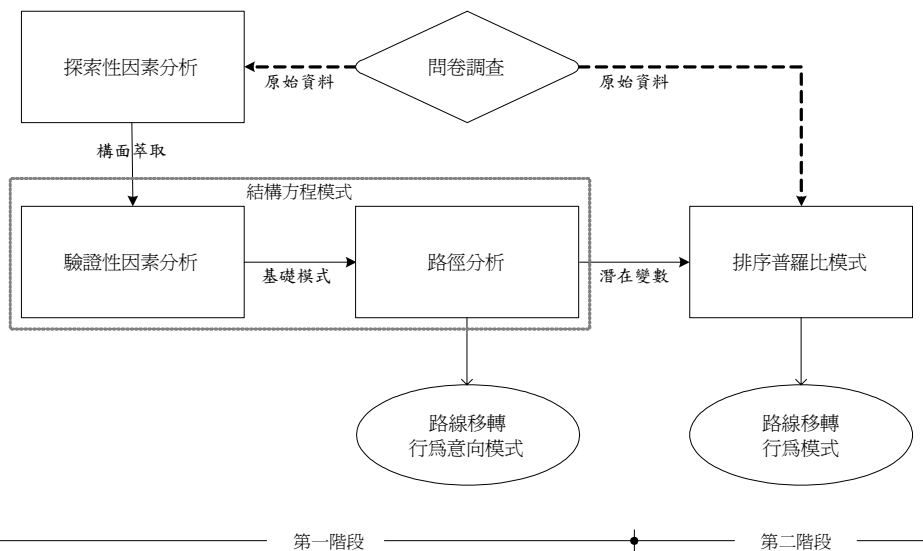 探索性因素分析
問卷調查
原始資料
原始資料
構面萃取
結構方程模式
驗證性因素分析
基礎模式
路徑分析
潛在變數
排序普羅比模式
路線移轉
行為意向模式
路線移轉
行為模式
第一階段
第二階段